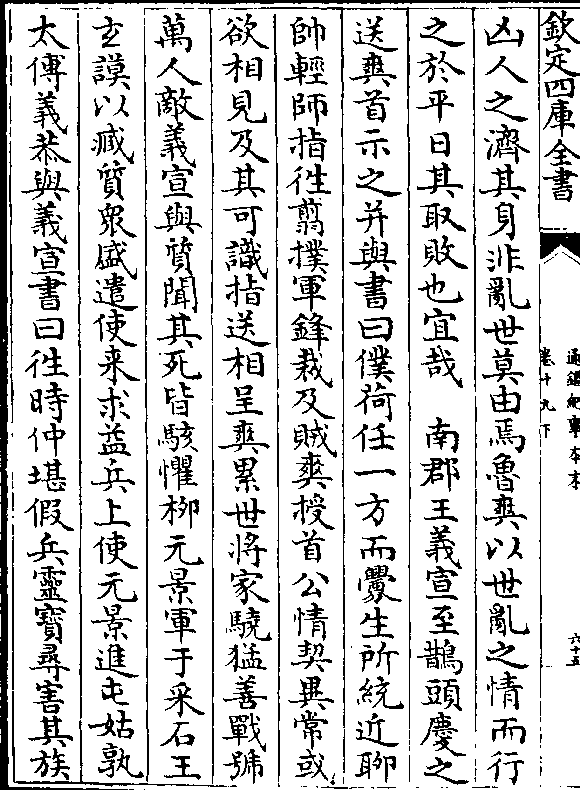 欽定四庫全書
通鑑紀事本末
卷十九下
六十五
凶人之濟其身非亂世莫由焉魯爽以世亂之情而行
之於平日其取敗也宜哉　南郡王義宣至鵲頭慶之
送爽首示之并與書曰僕荷任一方而釁生所統近聊
帥輕師指往翦撲軍鋒裁及賊爽授首公情契異常或
欲相見及其可識指送相呈爽累世將家驍猛善戰號
萬人敵義宣與質聞其死皆駭懼柳元景軍于采石王
玄謨以臧質衆盛遣使来求益兵上使元景進屯姑孰
太傅義恭與義宣書曰往時仲堪假兵靈寶尋害其族